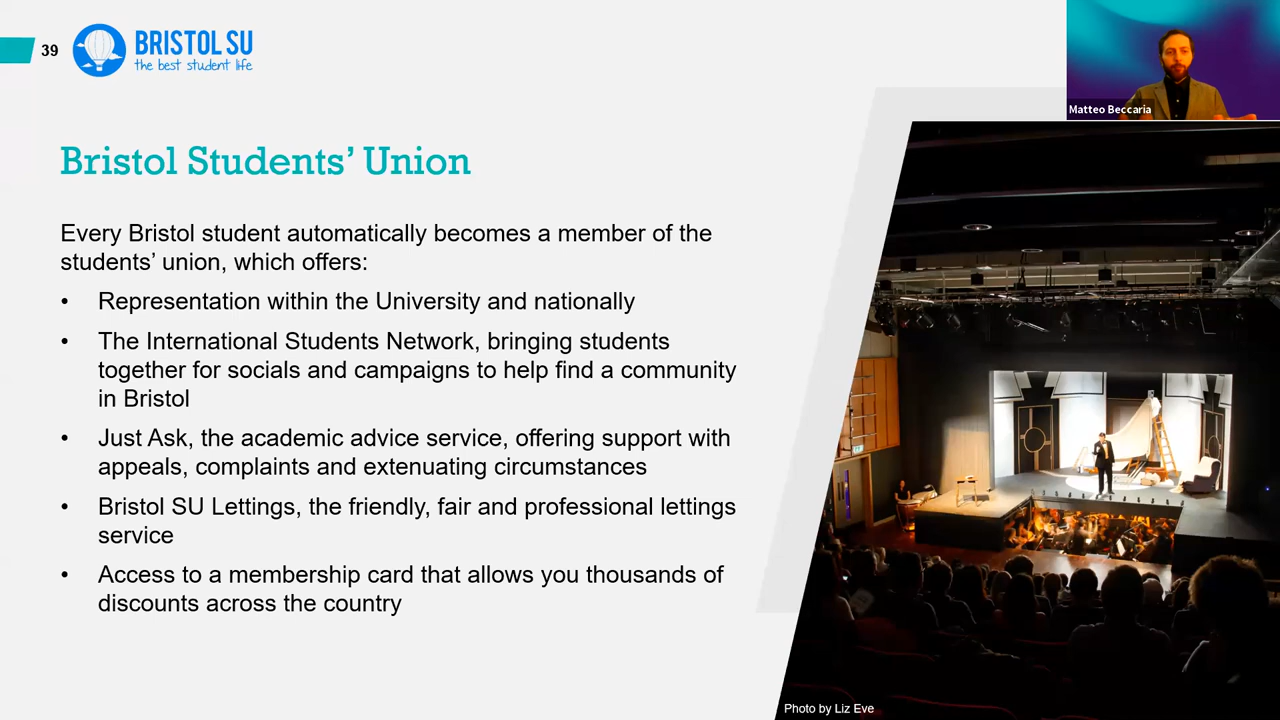 39
BRISTOL SU
the best student life
Matteo Beccaria
Bristol Students’ Union
Every Bristol student automatically becomes a member of the
students’ union, which offers:
• Representation within the University and nationally
• The International Students Network, bringing students
together for socials and campaigns to help find a community
in Bristol
• Just Ask, the academic advice service, offering support with
appeals, complaints and extenuating circumstances
• Bristol SU Lettings, the friendly, fair and professional lettings
service
• Access to a membership card that allows you thousands of
discounts across the country
Photo by Liz Eve